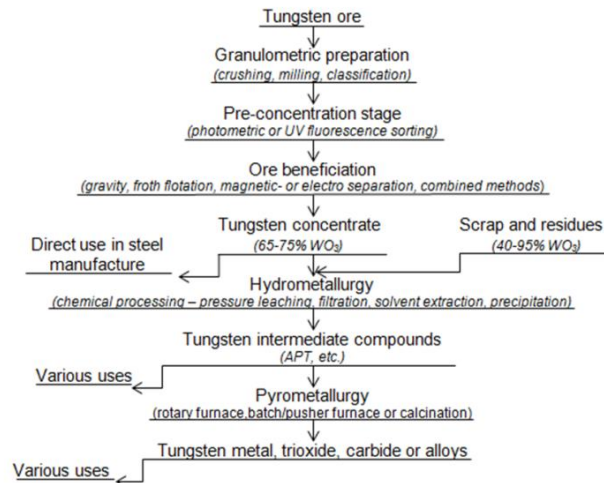 Tungsten ore
Granulometric preparation
(crushing, milling, classification)
Pre-concentration stage
(photometric or UV fluorescence sorting)
Ore beneficiation
(gravity, froth flotation, magnetic- or electro separation, combined methods)
Tungsten concentrate
(65-75% WO₃)
Scrap and residues
(40-95% WO₃)
Direct use in steel
manufacture
Hydrometallurgy
(chemical processing – pressure leaching, filtration, solvent extraction, precipitation)
Tungsten intermediate compounds
(APT, etc.)
Various uses
Pyrometallurgy
(rotary furnace,batch/pusher furnace or calcination)
Tungsten metal, trioxide, carbide or alloys
Various uses